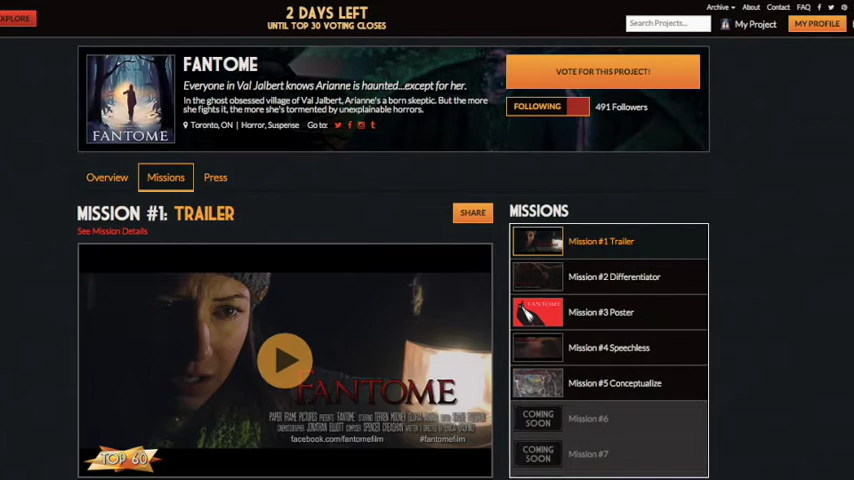 EXPLORE
2 DAYS LEFT
UNTIL TOP 30 VOTING CLOSES
Archive
About
Contact
FAQ
Search Projects...
My Project
MY PROFILE
FANTOME
FANTOME
Everyone in Val Jalbert knows Arianne is haunted...except for her.
In the ghost obsessed village of Val Jalbert, Arianne's a born skeptic. But the more
she fights it, the more she's tormented by unexplainable horrors.
Toronto, ON | Horror, Suspense | Go to:
VOTE FOR THIS PROJECT!
FOLLOWING
491 Followers
Overview
Missions
Press
MISSION #1: TRAILER
See Mission Details
SHARE
FANTOME
PAPER FRAME PICTURES PRESENTS
facebook.com/fantomefilm
#fantomefilm
TOP 60
MISSIONS
Mission #1 Trailer
Mission #2 Differentiator
Mission #3 Poster
Mission #4 Speechless
Mission #5 Conceptualize
COMING SOON
Mission #6
COMING SOON
Mission #7